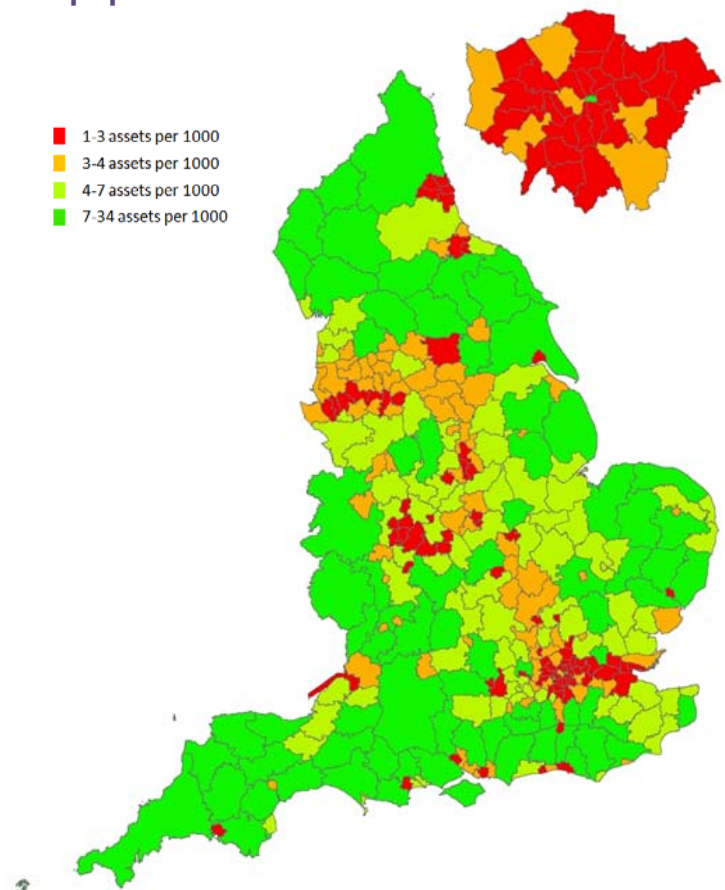 1-3 assets per 1000
3-4 assets per 1000
4-7 assets per 1000
7-34 assets per 1000